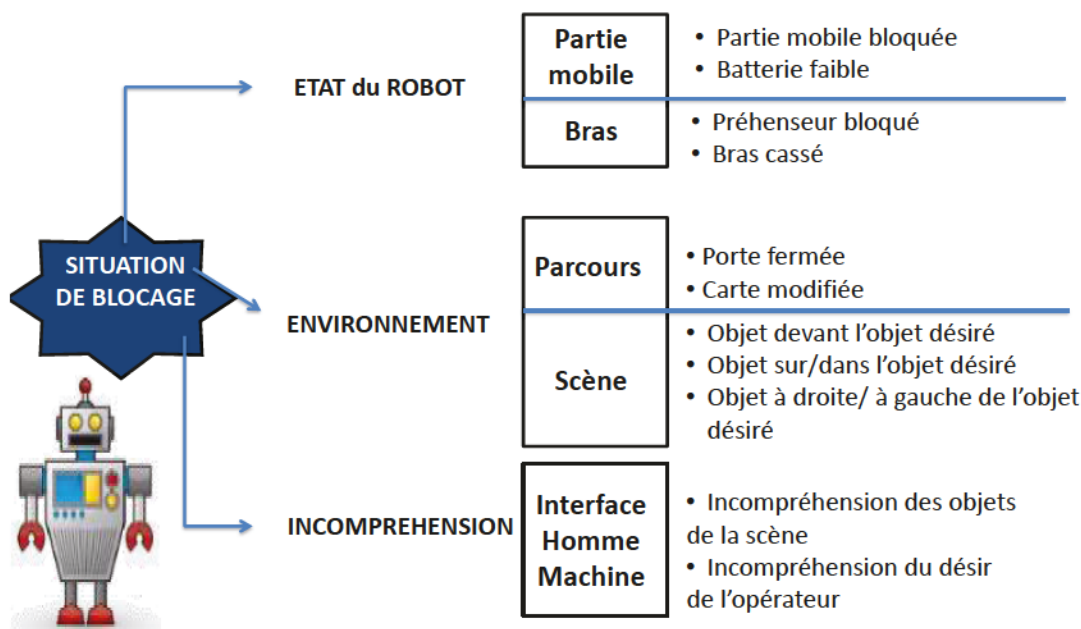 SITUATION
DE BLOCAGE
ETAT du ROBOT
Partie
mobile
• Partie mobile bloquée
• Batterie faible
Bras
• Préhenseur bloqué
• Bras cassé
ENVIRONNEMENT
Parcours
• Porte fermée
• Carte modifiée
Scène
• Objet devant l’objet désiré
• Objet sur/dans l’objet désiré
• Objet à droite/ à gauche de l’objet
désiré
INCOMPREHENSION
Interface
Homme
Machine
• Incompréhension des objets
de la scène
• Incompréhension du désir
de l’opérateur